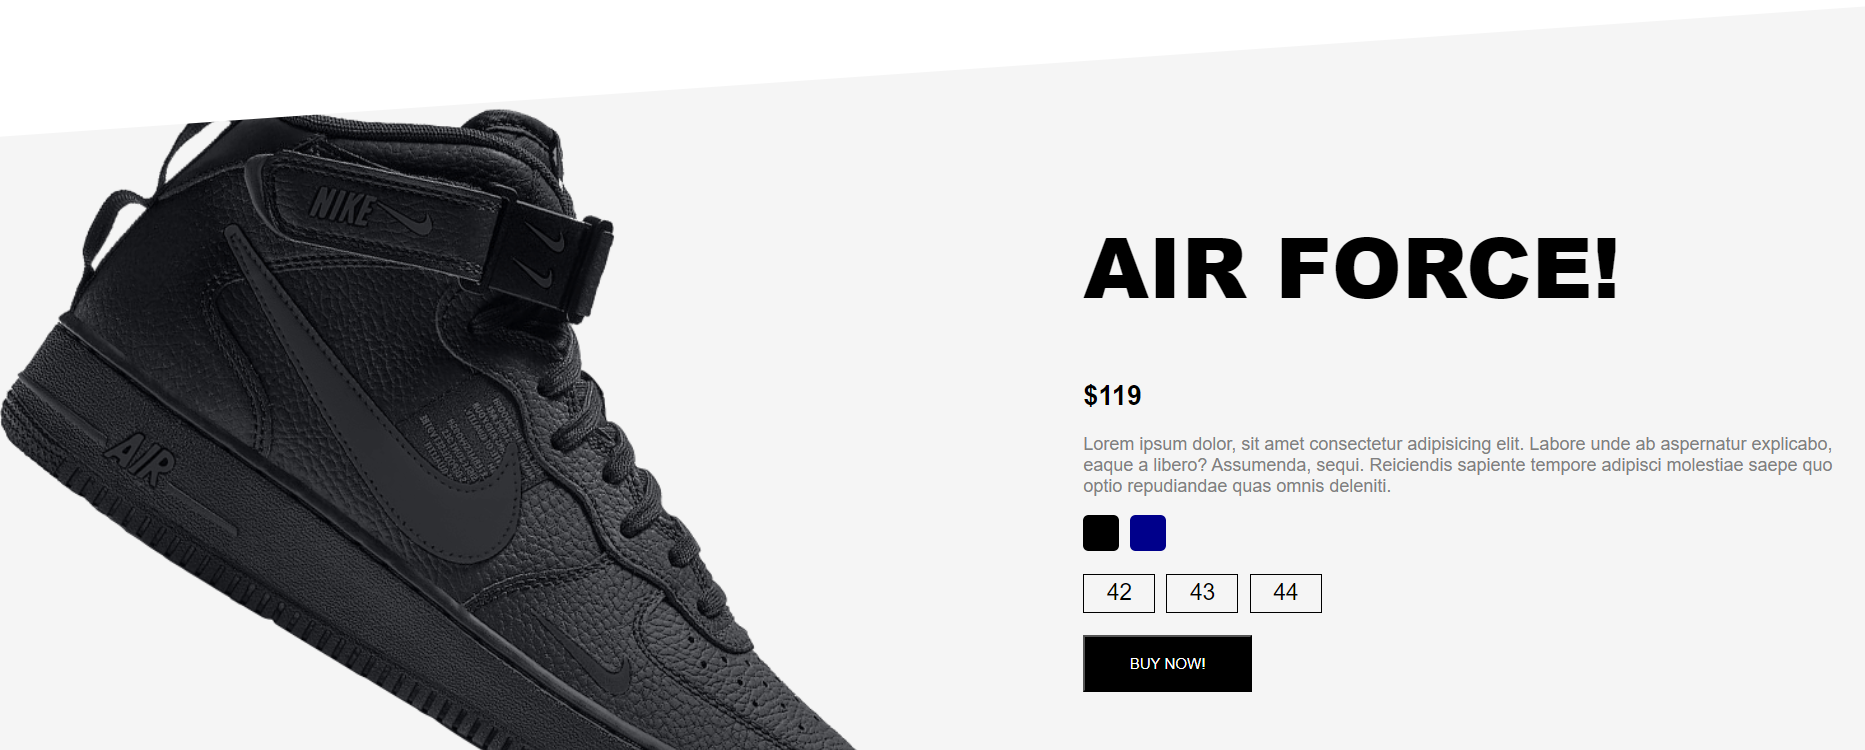 NIKE
AIR
AIR FORCE!
$119
Lorem ipsum dolor, sit amet consectetur adipisicing elit. Labore unde ab aspernatur explicabo,
eaque a libero? Assumenda, sequi. Reiciendis sapiente tempore adipisci molestiae saepe quo
optio repudiandae quas omnis deleniti.
42 43 44
BUY NOW!